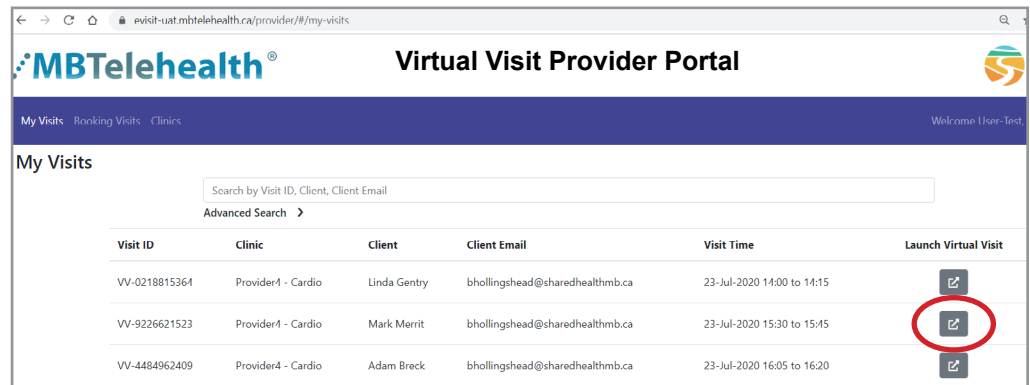 evisit-uat.mbtelehealth.ca/provider/#/my-visits
MBTelehealth® Virtual Visit Provider Portal
My Visits Booking Visits Clinics Welcome User-Test,
My Visits
Search by Visit ID, Client, Client Email
Advanced Search >
Visit ID Clinic Client Client Email Visit Time Launch Virtual Visit
VV-0218815364 Provider4 - Cardio Linda Gentry bhollingshead@sharedhealthmb.ca 23-Jul-2020 14:00 to 14:15
VV-9226621523 Provider4 - Cardio Mark Merrit bhollingshead@sharedhealthmb.ca 23-Jul-2020 15:30 to 15:45
VV-4484962409 Provider4 - Cardio Adam Breck bhollingshead@sharedhealthmb.ca 23-Jul-2020 16:05 to 16:20